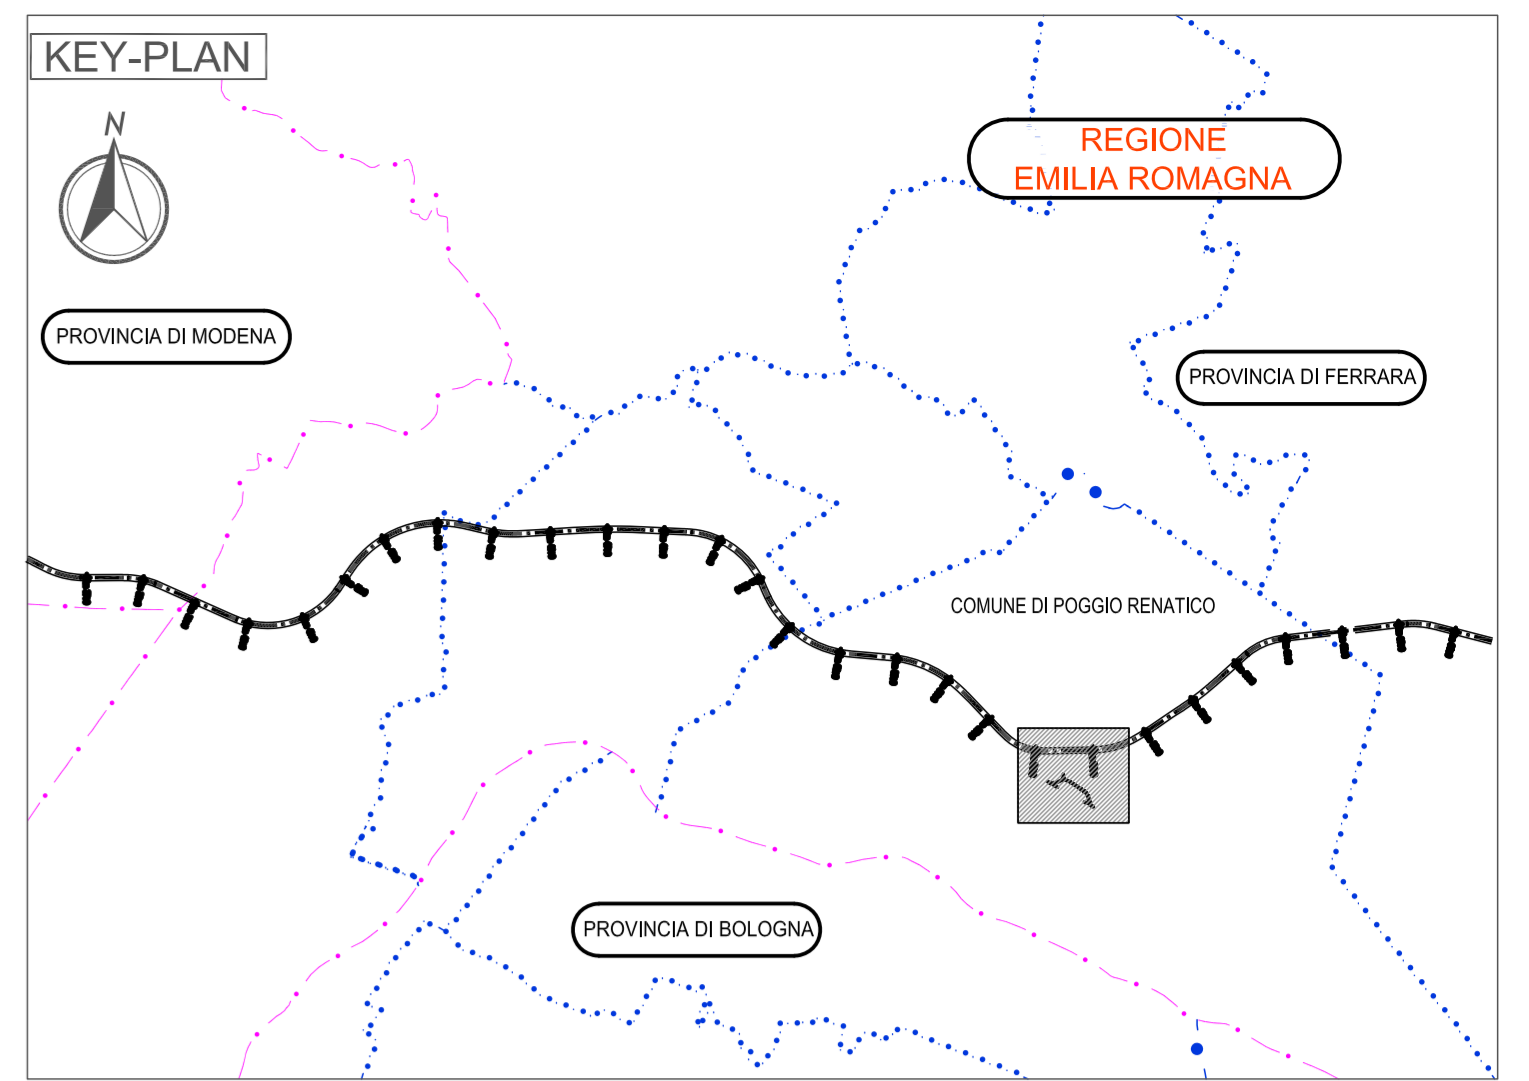 KEY-PLAN
N
REGIONE
EMILIA ROMAGNA
PROVINCIA DI MODENA
PROVINCIA DI FERRARA
COMUNE DI POGGIO RENATICO
PROVINCIA DI BOLOGNA